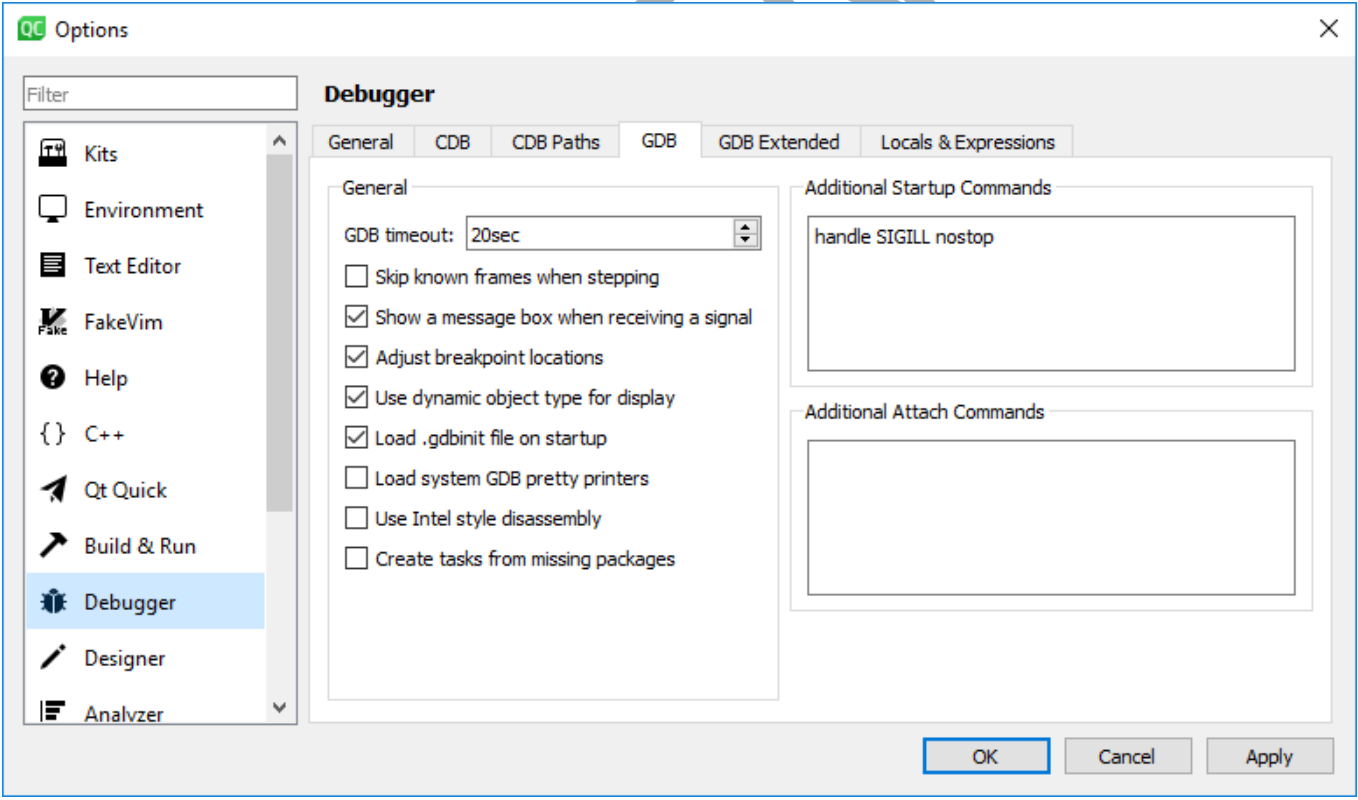 QC Options
Filter
Kits
Environment
Text Editor
Fake FakeVim
Help
{} C++
Qt Quick
Build & Run
Debugger
Designer
Analyzer
Debugger
General CDB CDB Paths GDB GDB Extended Locals & Expressions
General
GDB timeout: 20sec
Skip known frames when stepping
Show a message box when receiving a signal
Adjust breakpoint locations
Use dynamic object type for display
Load .gdbinit file on startup
Load system GDB pretty printers
Use Intel style disassembly
Create tasks from missing packages
Additional Startup Commands
handle SIGILL nostop
Additional Attach Commands
OK Cancel Apply